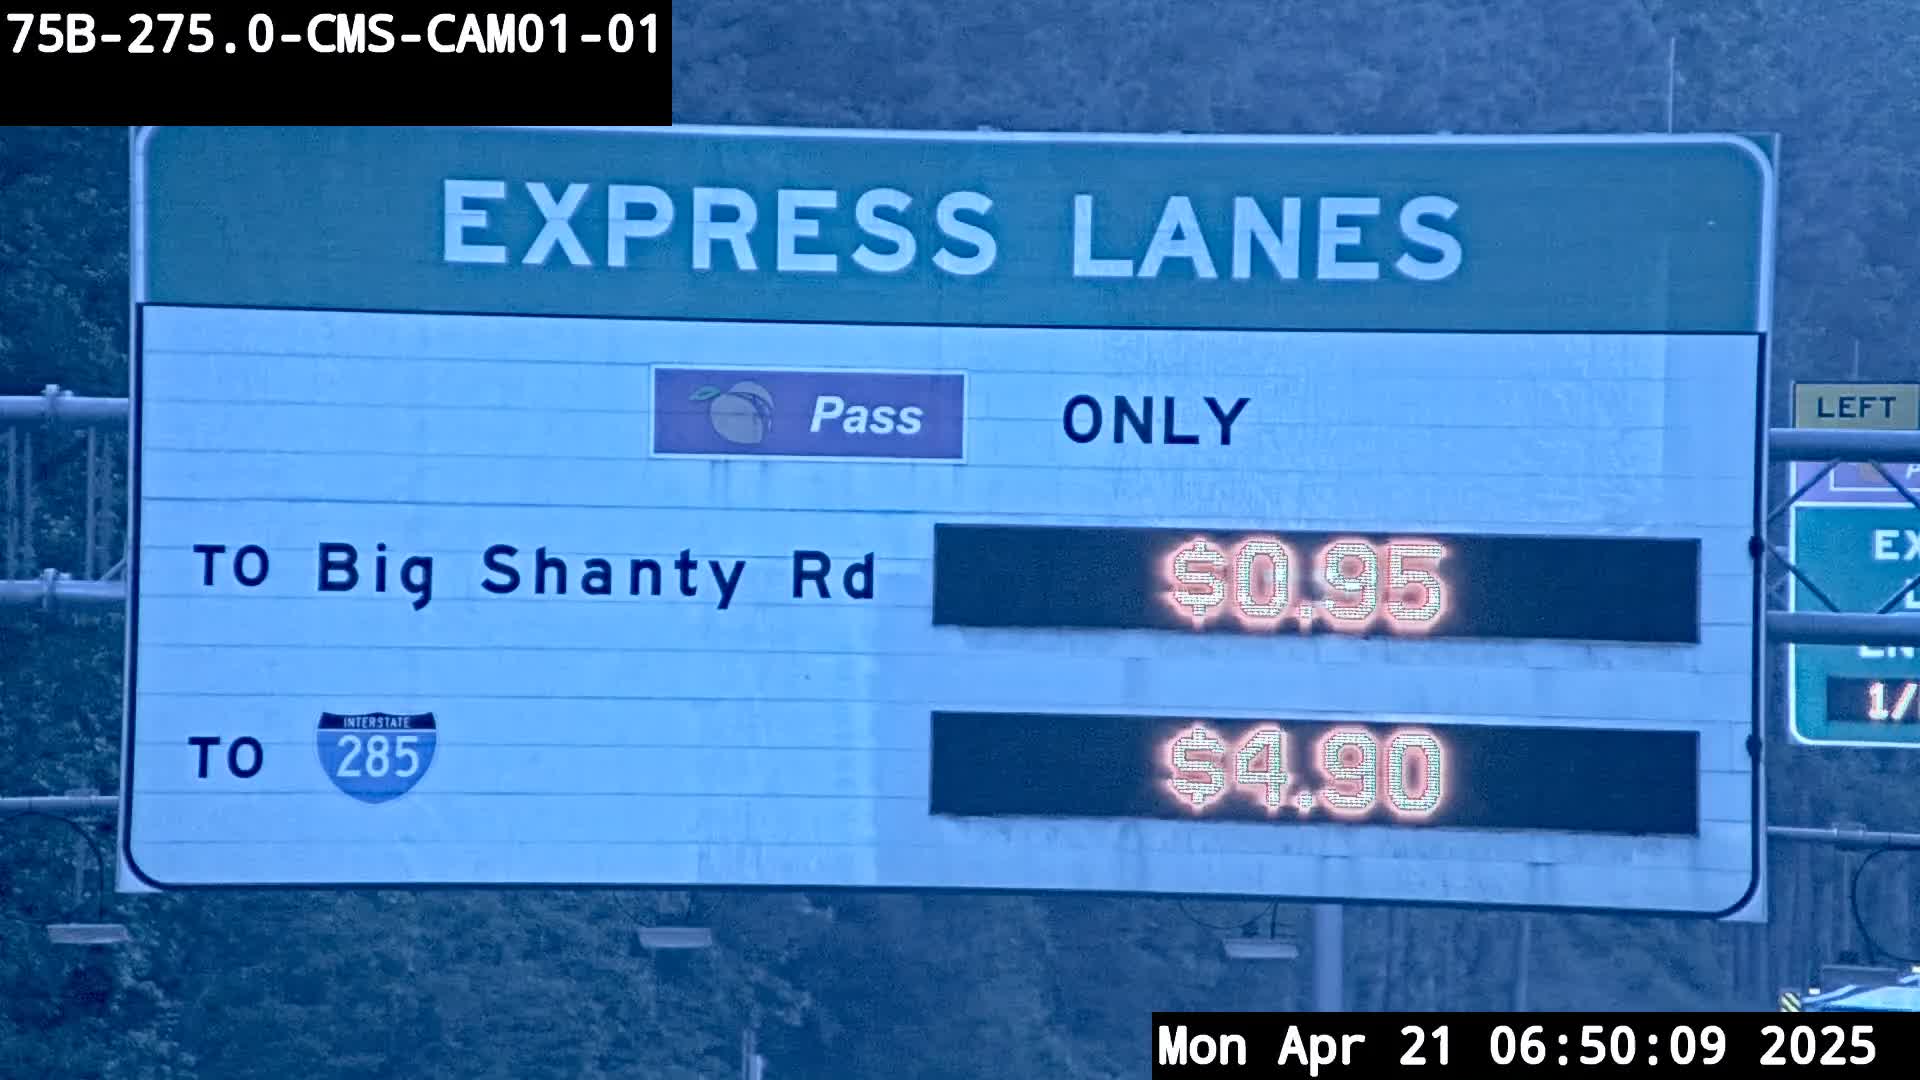 75B-275.0-CMS-CAM01-01
EXPRESS LANES
Pass ONLY
TO Big Shanty Rd $0.95
TO INTERSTATE 285 $4.90
LEFT
1/
Mon Apr 21 06:50:09 2025